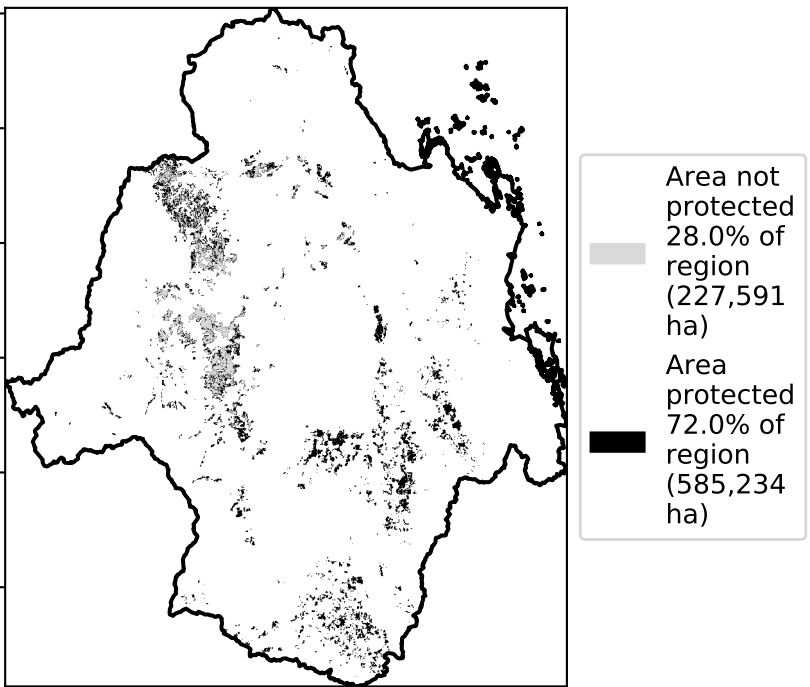 Area not
protected
28.0% of
region
(227,591
ha)
Area
protected
72.0% of
region
(585,234
ha)